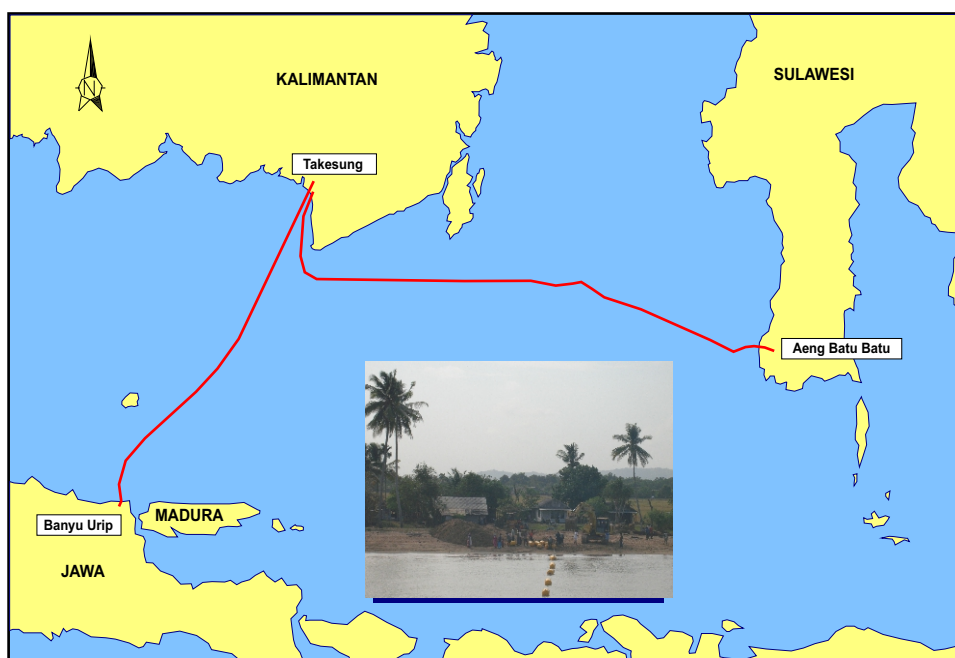 KALIMANTAN
SULAWESI
N
Takesung
Aeng Batu Batu
Banyu Urip
MADURA
JAWA